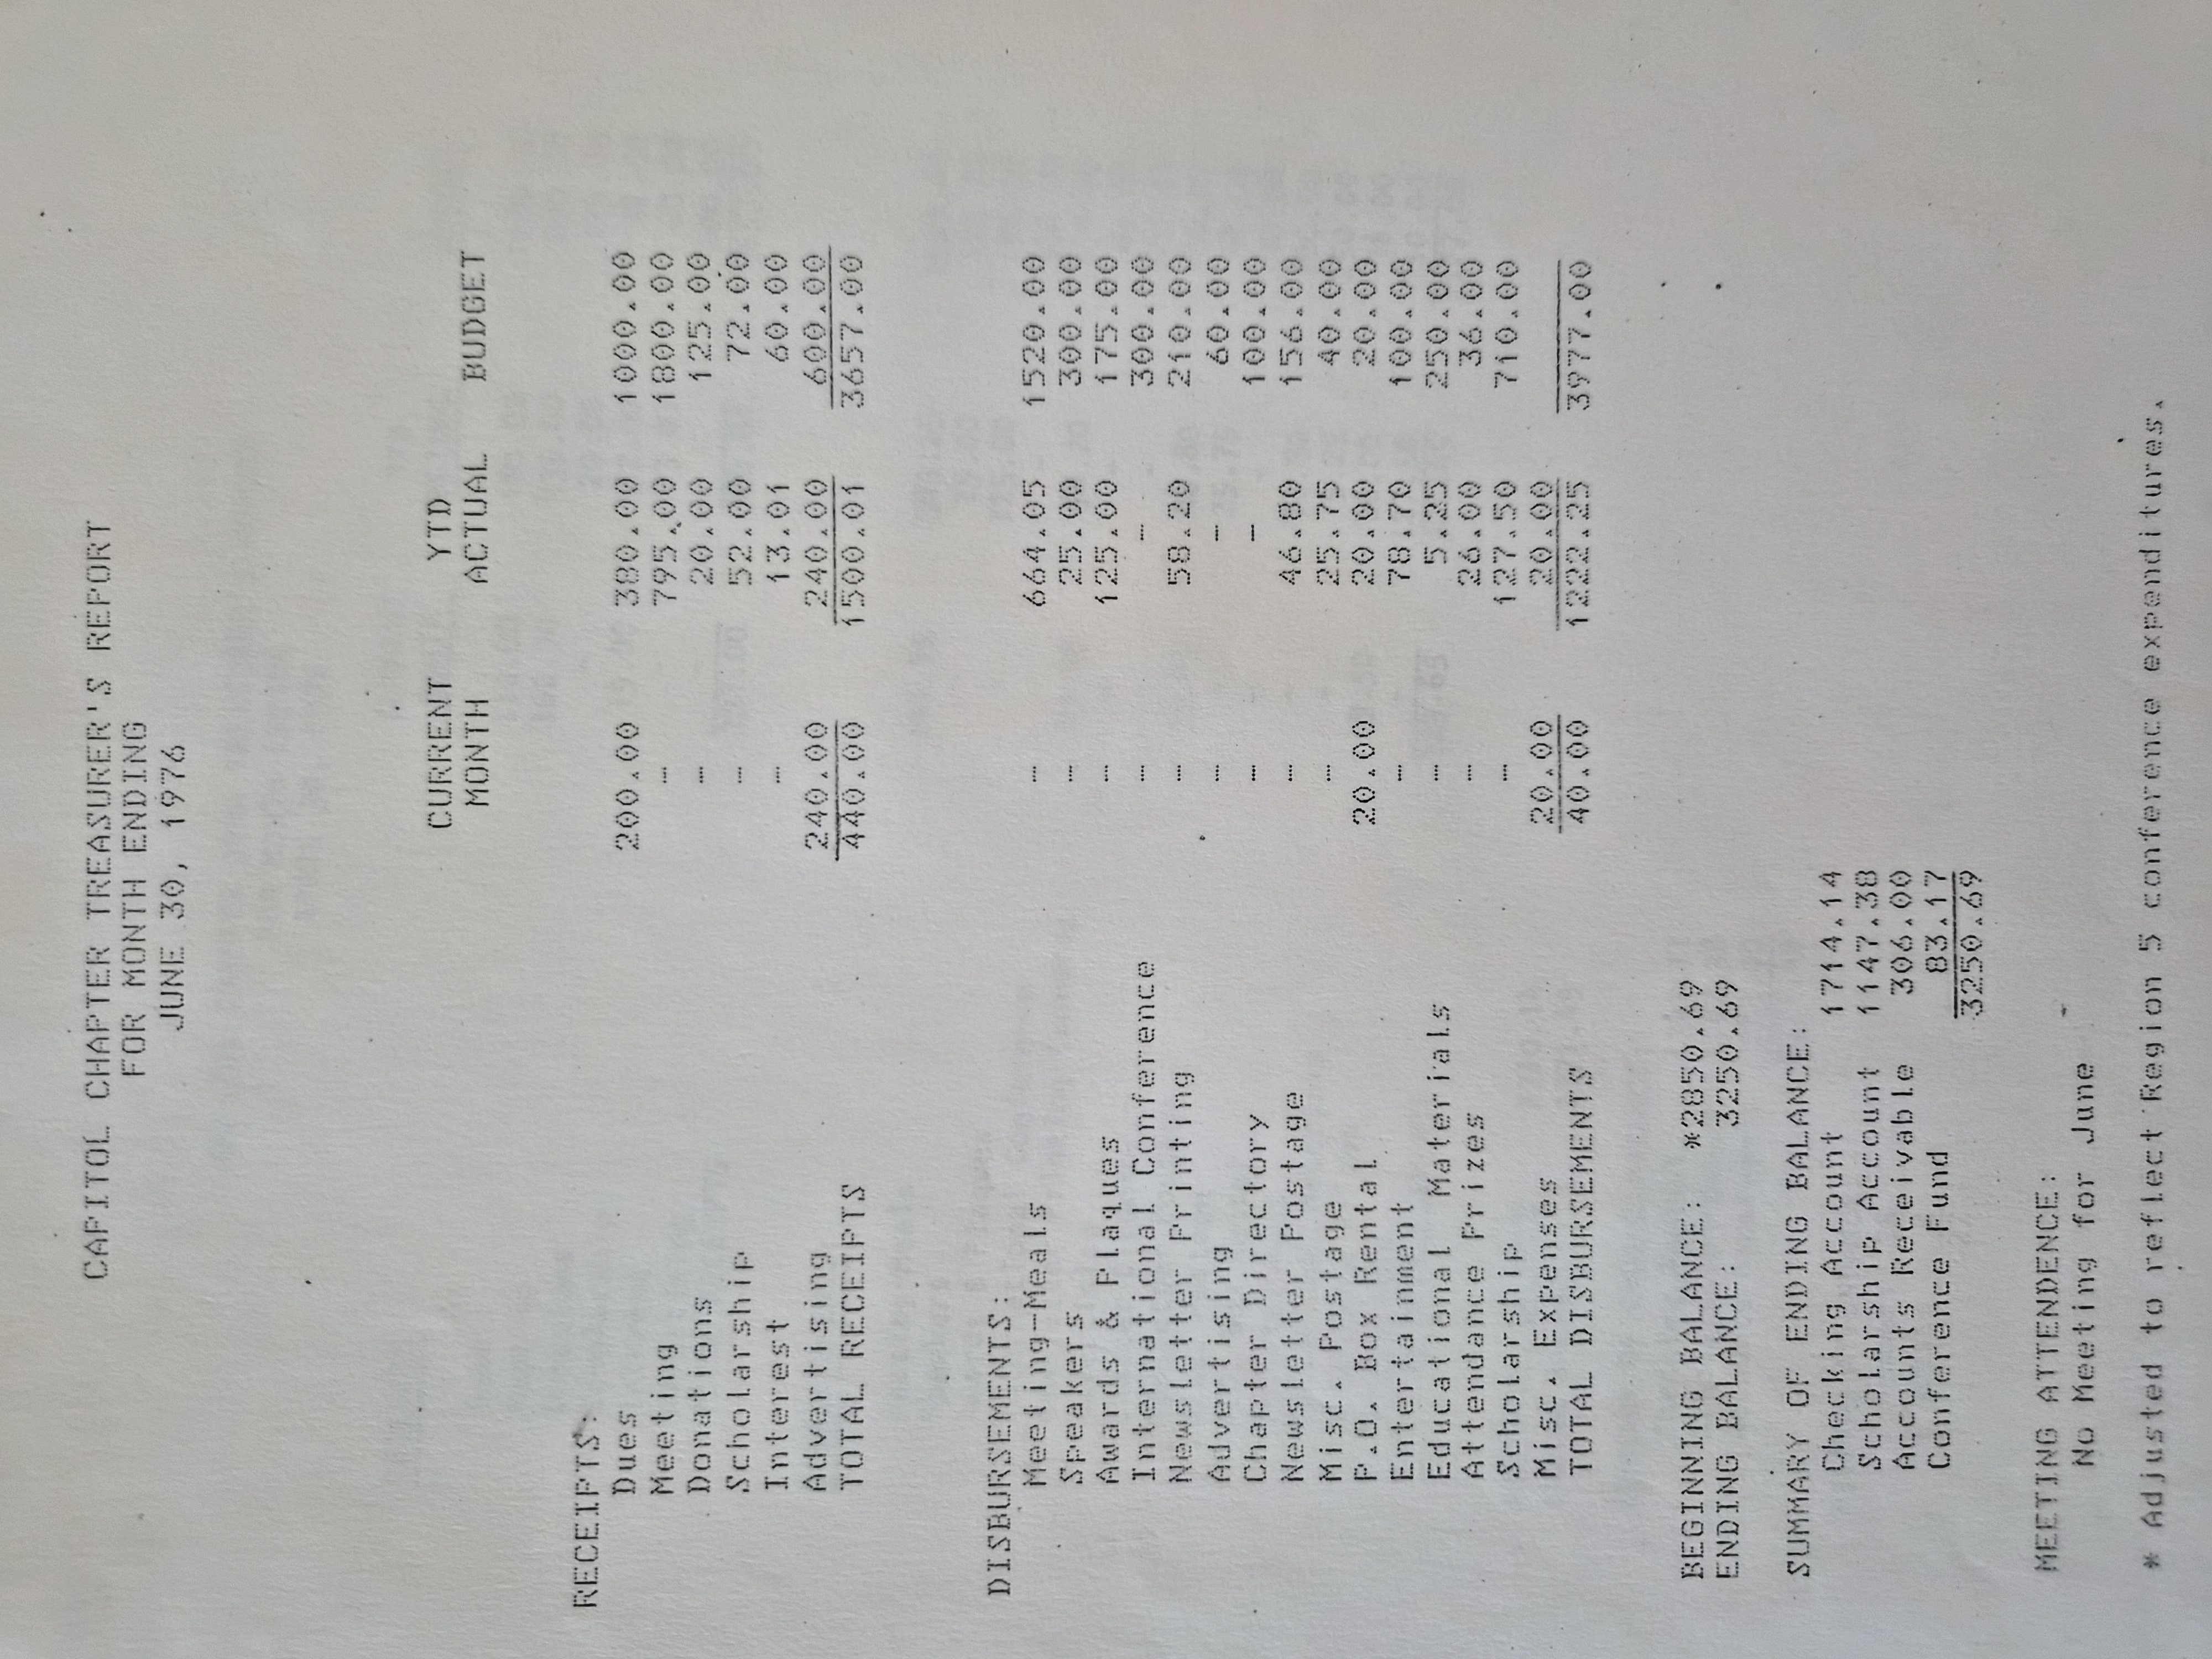 CAPITOL CHAPTER TREASURER'S REPORT
FOR MONTH ENDING
JUNE 30, 1976
CURRENT YTD
MONTH ACTUAL BUDGET
RECEIPTS:
Dues 200.00 380.00 1000.00
Meeting — 795.00 1800.00
Donations — 20.00 125.00
Scholarship — 52.00 72.00
Interest — 13.01 60.00
Advertising 240.00 240.00 600.00
TOTAL RECEIPTS 440.00 1500.01 3657.00
DISBURSEMENTS:
Meeting-Meals — 664.05 1520.00
Speakers — 25.00 300.00
Awards & Plaques — 125.00 175.00
International Conference — — 300.00
Newsletter Printing — 58.20 210.00
Advertising — — 60.00
Chapter Directory — — 100.00
Newsletter Postage — 46.80 156.00
Misc. Postage — 25.75 40.00
P.O. Box Rental 20.00 20.00 20.00
Entertainment — 78.70 100.00
Educational Materials — 5.25 250.00
Attendance Prizes — 26.00 36.00
Scholarship — 127.50 710.00
Misc. Expenses 20.00 20.00
TOTAL DISBURSEMENTS 40.00 1222.25 3977.00
BEGINNING BALANCE: *2850.69
ENDING BALANCE: 3250.69
SUMMARY OF ENDING BALANCE:
Checking Account 1714.14
Scholarship Account 1147.38
Accounts Receivable 306.00
Conference Fund 83.17
3250.69
MEETING ATTENDENCE:
No Meeting for June
* Adjusted to reflect Region 5 conference expenditures.